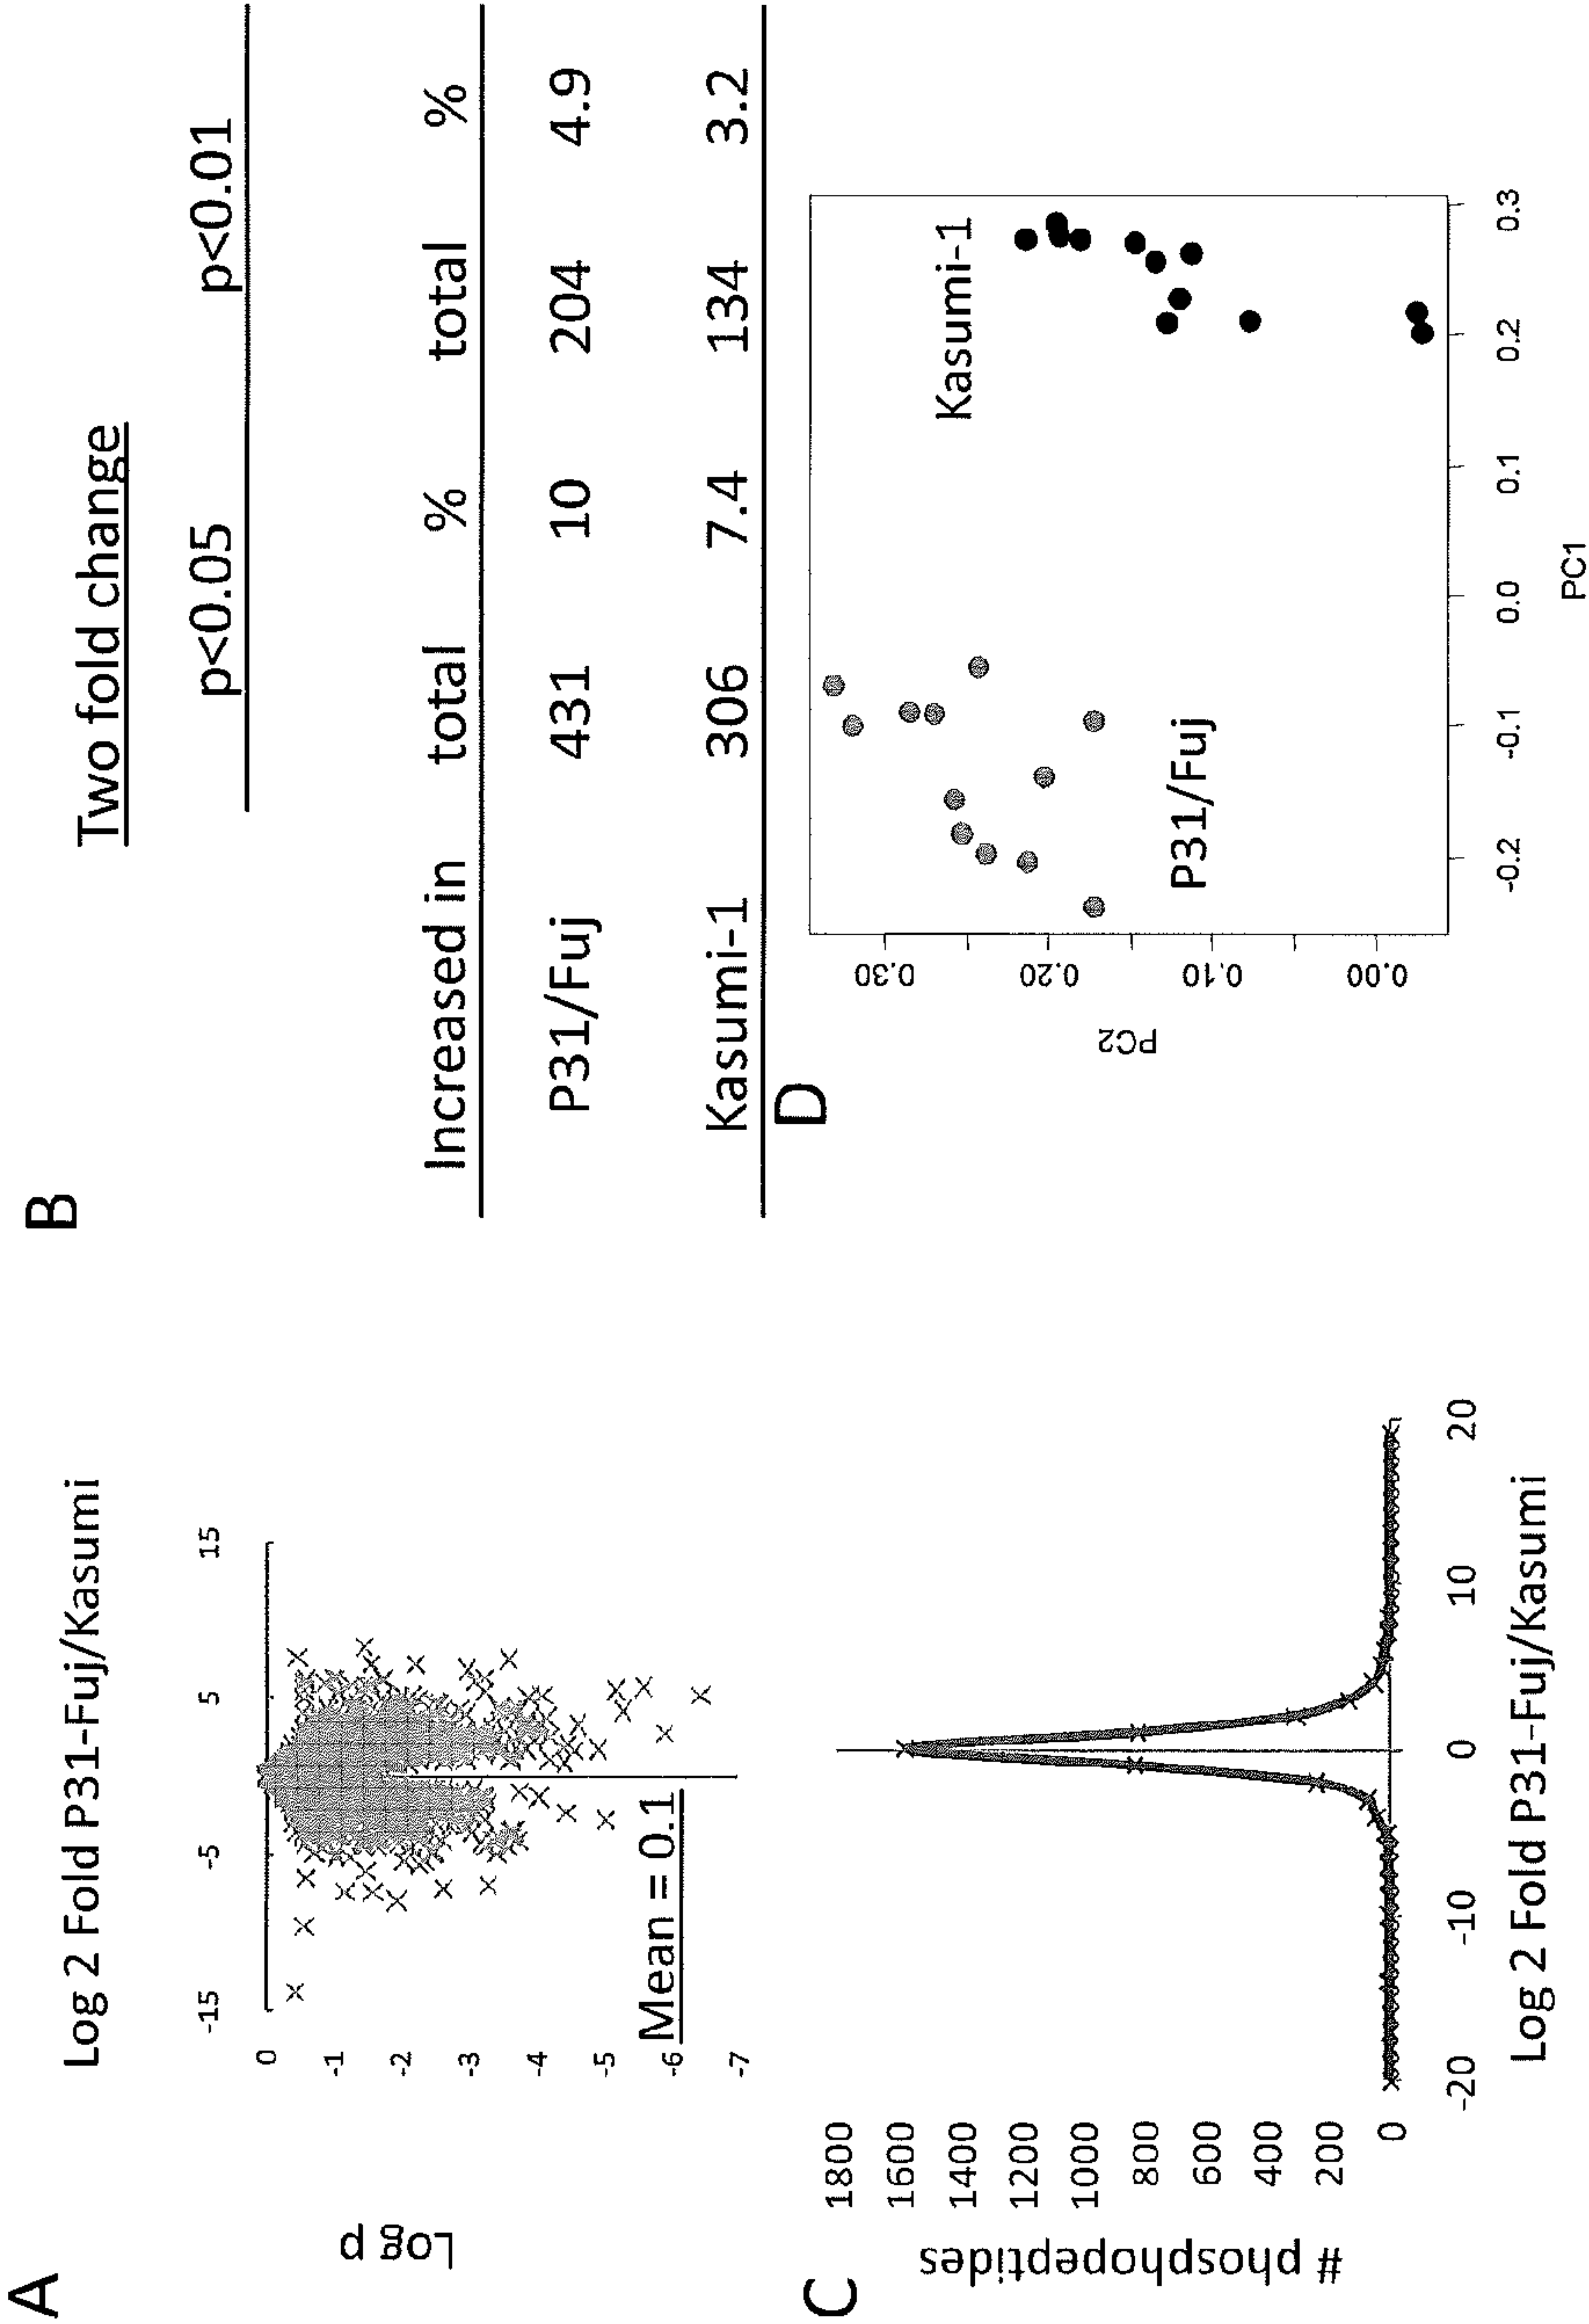 A
Log 2 Fold P31-Fuj/Kasumi
-15 -5 5 15
0
-1
-2
-3
-4
-5
-6
-7
Log p
Mean = 0.1
B
Two fold change
p<0.05 p<0.01
Increased in total % total %
P31/Fuj 431 10 204 4.9
Kasumi-1 306 7.4 134 3.2
C
1800
1600
1400
1200
1000
800
600
400
200
0
# phosphopeptides
-20 -10 0 10 20
Log 2 Fold P31-Fuj/Kasumi
D
0.30
0.20
0.10
0.00
PC2
Kasumi-1
P31/Fuj
-0.2 -0.1 0.0 0.1 0.2 0.3
PC1